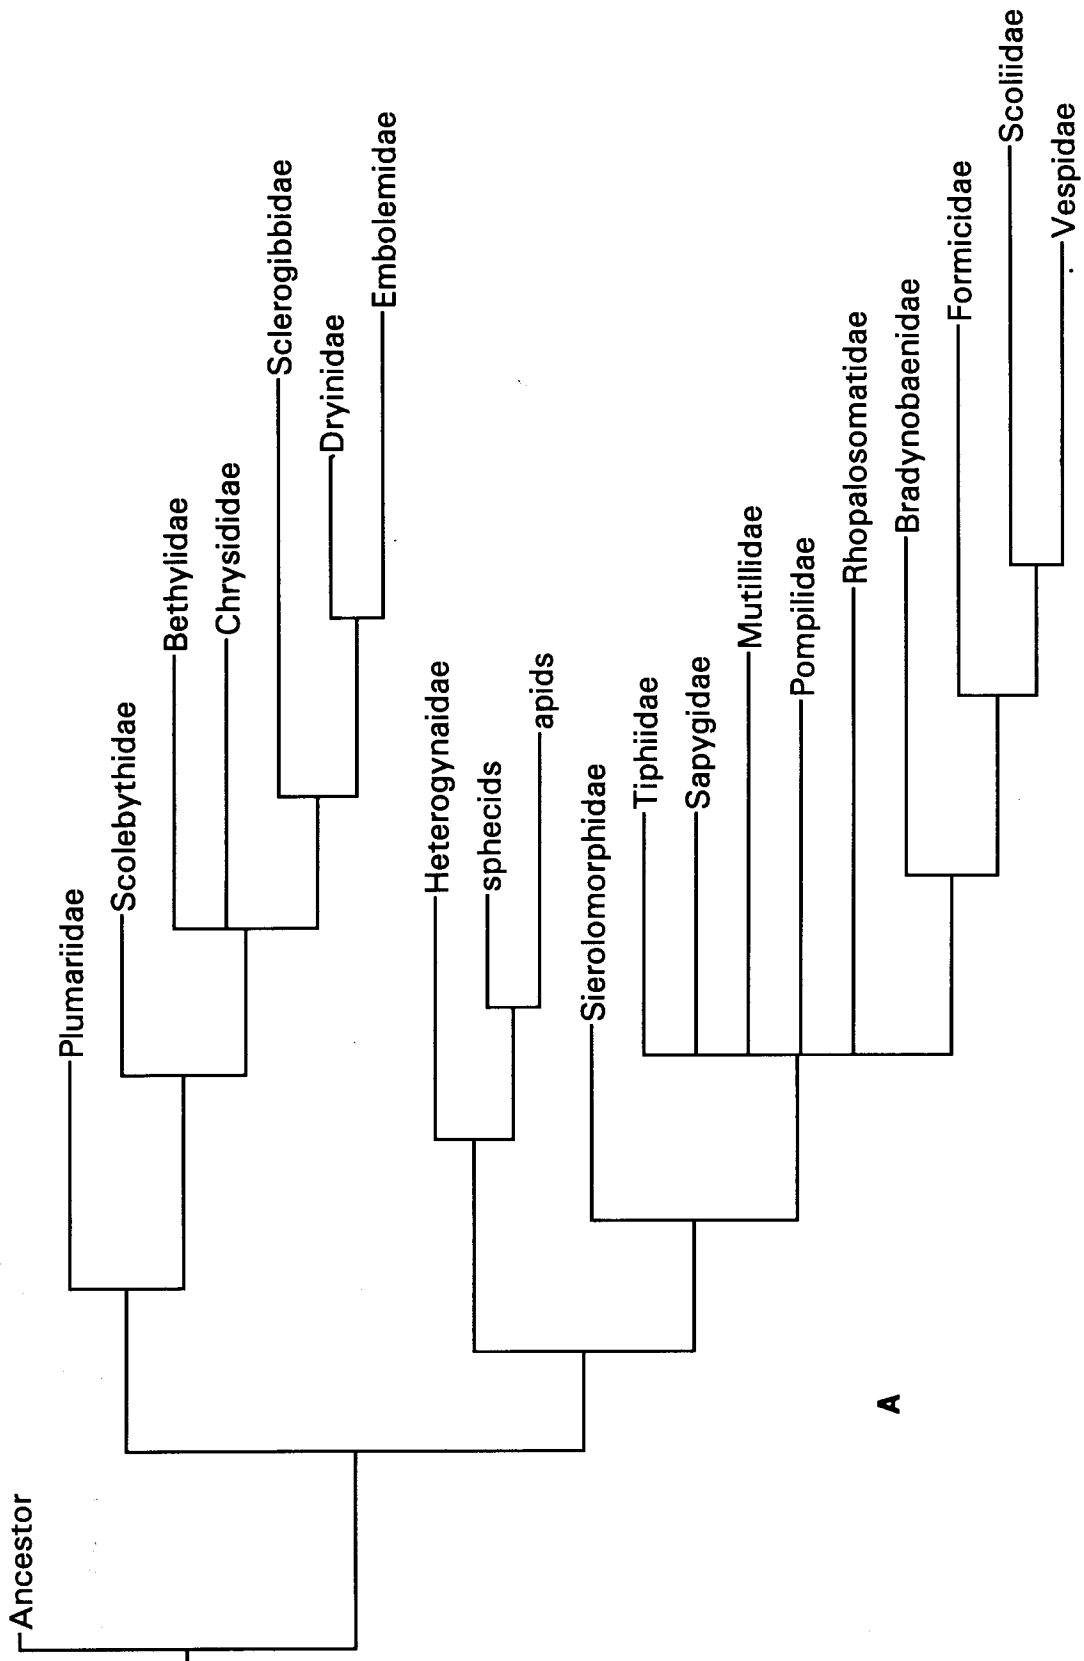 Ancestor
Plumariidae
Scolebythidae
Bethylidae
Chrysididae
Sclerogibbidae
Dryinidae
Embolemidae
Heterogynaidae
sphecids
apids
Sierolomorphidae
Tiphiidae
Sapygidae
Mutillidae
Pompilidae
Rhopalosomatidae
Bradynobaenidae
Formicidae
Scoliidae
Vespidae
A